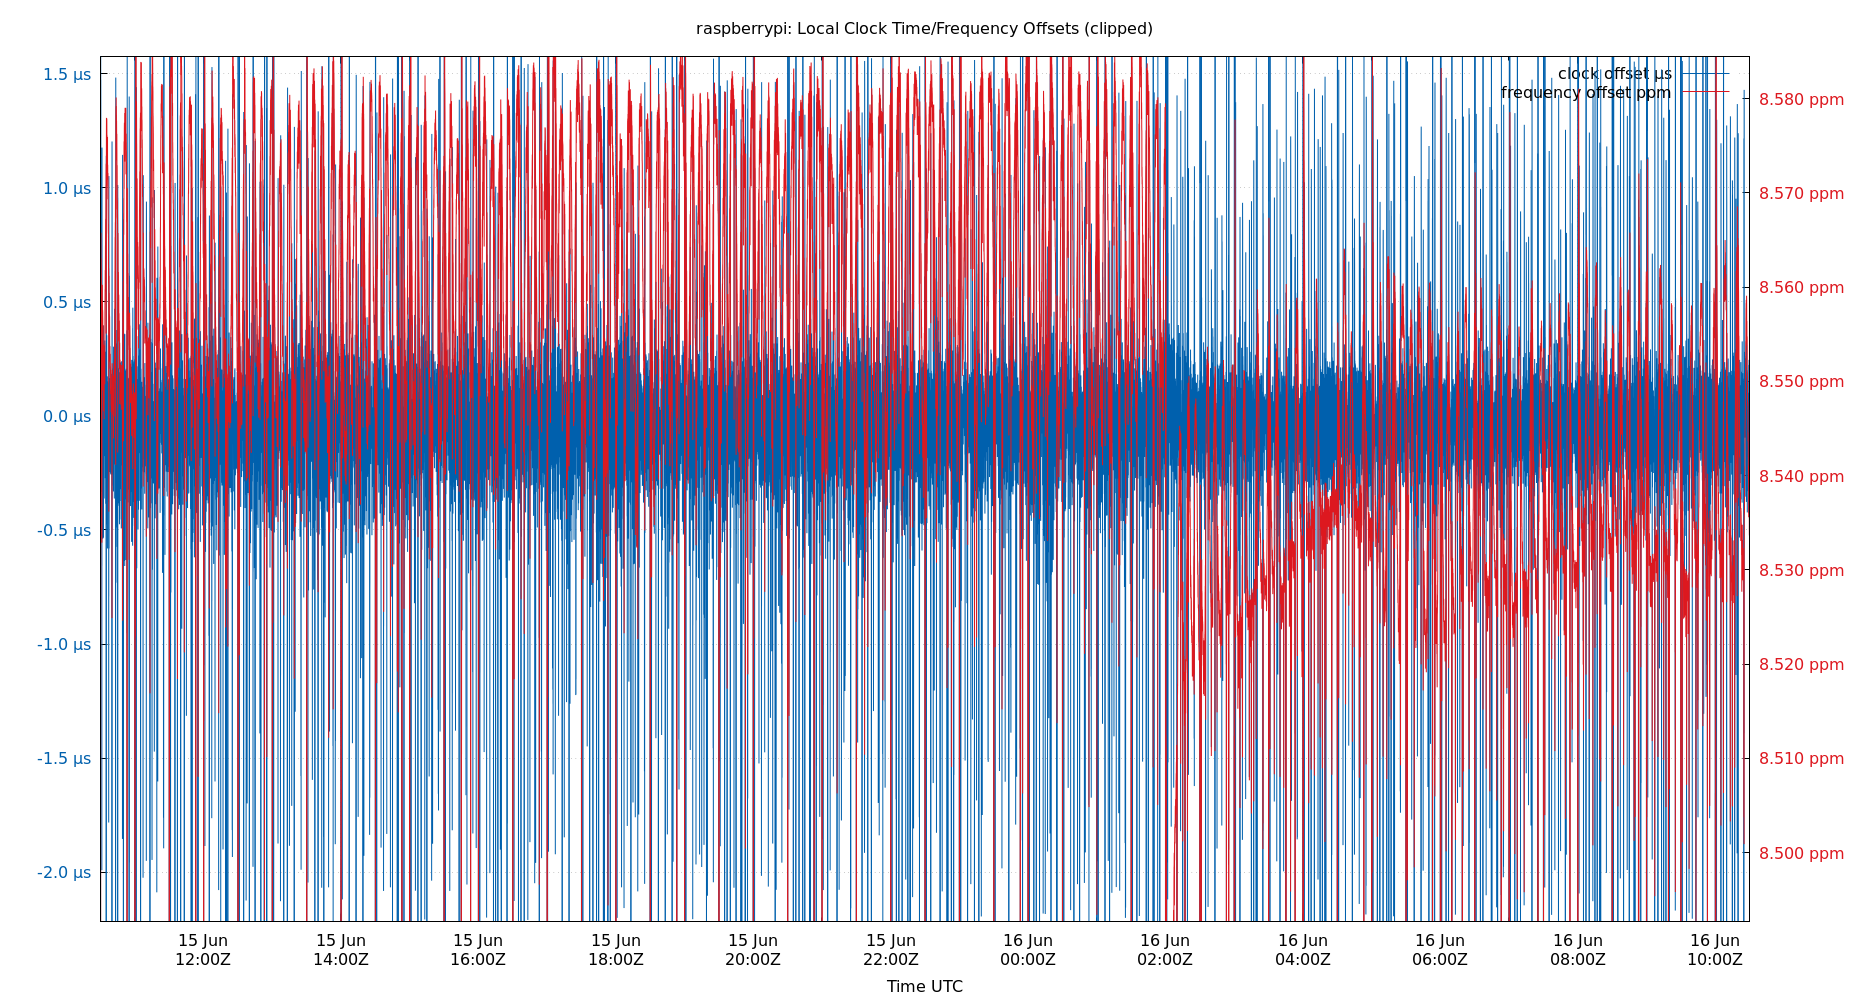 raspberrypi: Local Clock Time/Frequency Offsets (clipped)
clock offset µs
frequency offset ppm
1.5 µs
1.0 µs
0.5 µs
0.0 µs
-0.5 µs
-1.0 µs
-1.5 µs
-2.0 µs
8.580 ppm
8.570 ppm
8.560 ppm
8.550 ppm
8.540 ppm
8.530 ppm
8.520 ppm
8.510 ppm
8.500 ppm
15 Jun 15 Jun 15 Jun 15 Jun 15 Jun 15 Jun 16 Jun 16 Jun 16 Jun 16 Jun 16 Jun 16 Jun
12:00Z 14:00Z 16:00Z 18:00Z 20:00Z 22:00Z 00:00Z 02:00Z 04:00Z 06:00Z 08:00Z 10:00Z
Time UTC